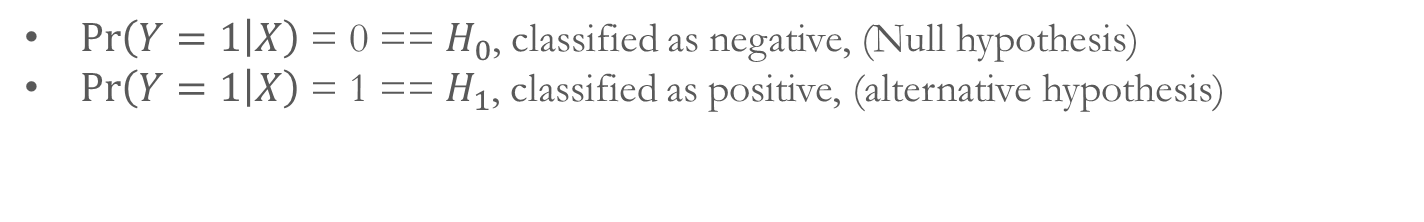 • Pr(𝑌 = 1|𝑋) = 0 == 𝐻₀, classified as negative, (Null hypothesis)
• Pr(𝑌 = 1|𝑋) = 1 == 𝐻₁, classified as positive, (alternative hypothesis)